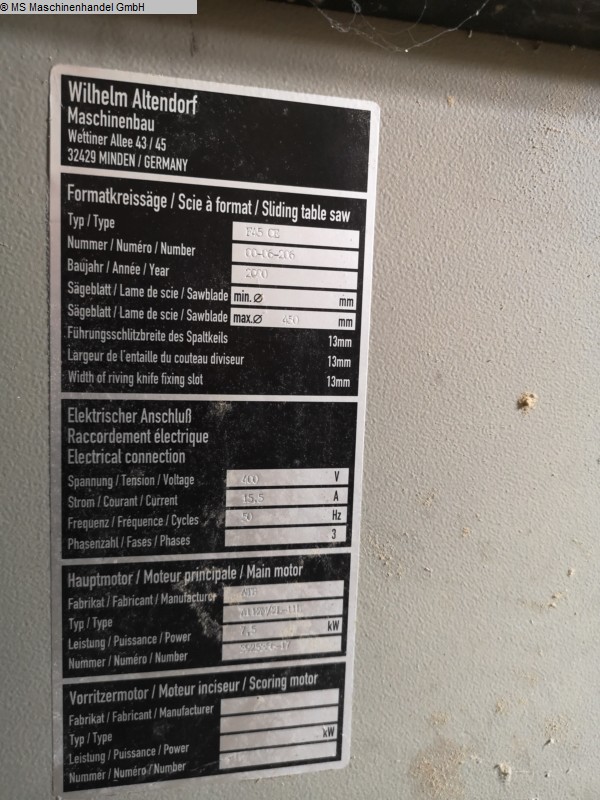 © MS Maschinenhandel GmbH
Wilhelm Altendorf
Maschinenbau
Wettiner Allee 43 / 45
32429 MINDEN / GERMANY
Formatkreissäge / Scie à format / Sliding table saw
Typ / Type F45 CE
Nummer / Numéro / Number 00-06-206
Baujahr / Année / Year 2000
Sägeblatt / Lame de scie / Sawblade min. ø mm
Sägeblatt / Lame de scie / Sawblade max. ø 450 mm
Führungsschlitzbreite des Spaltkeils 13mm
Largeur de l'entaille du couteau diviseur 13mm
Width of riving knife fixing slot 13mm
Elektrischer Anschluß
Raccordement électrique
Electrical connection
Spannung / Tension / Voltage 400 V
Strom / Courant / Current 15,5 A
Frequenz / Fréquence / Cycles 50 Hz
Phasenzahl / Fases / Phases 3
Hauptmotor / Moteur principale / Main motor
Fabrikat / Fabricant / Manufacturer
Typ / Type
Leistung / Puissance / Power 7,5 kW
Nummer / Numéro / Number
Vorritzermotor / Moteur inciseur / Scoring motor
Fabrikat / Fabricant / Manufacturer
Typ / Type
Leistung / Puissance / Power kW
Nummer / Numéro / Number